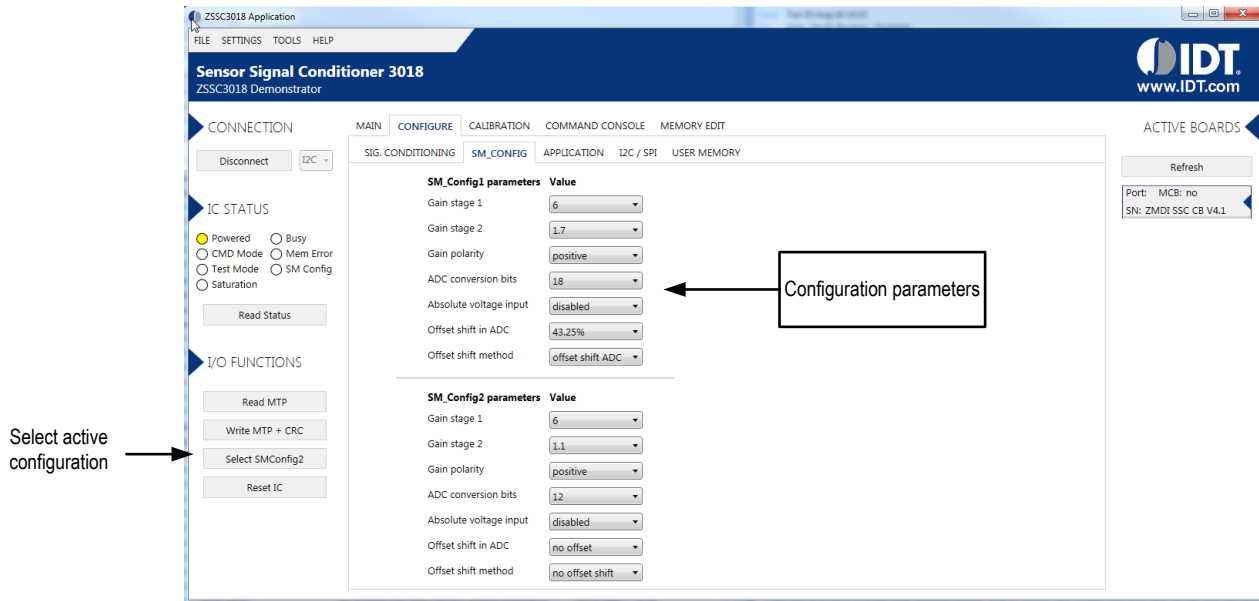 ZSSC3018 Application
FILE SETTINGS TOOLS HELP
Sensor Signal Conditioner 3018
ZSSC3018 Demonstrator
IDT.
www.IDT.com
CONNECTION
Disconnect I2C
IC STATUS
Powered Busy
CMD Mode Mem Error
Test Mode SM Config
Saturation
Read Status
I/O FUNCTIONS
Read MTP
Write MTP + CRC
Select SMConfig2
Reset IC
Select active
configuration
MAIN CONFIGURE CALIBRATION COMMAND CONSOLE MEMORY EDIT
SIG. CONDITIONING SM_CONFIG APPLICATION I2C / SPI USER MEMORY
SM_Config1 parameters Value
Gain stage 1 6
Gain stage 2 1.7
Gain polarity positive
ADC conversion bits 18
Absolute voltage input disabled
Offset shift in ADC 43.25%
Offset shift method offset shift ADC
SM_Config2 parameters Value
Gain stage 1 6
Gain stage 2 1.1
Gain polarity positive
ADC conversion bits 12
Absolute voltage input disabled
Offset shift in ADC no offset
Offset shift method no offset shift
Configuration parameters
ACTIVE BOARDS
Refresh
Port: MCB: no
SN: ZMDI SSC CB V4.1